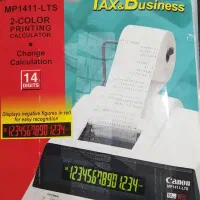 TAX & Business
MP1411-LTS
2-COLOR
PRINTING
CALCULATOR
• Change
Calculation
14
DIGITS
Displays negative figures in red
for easy recognition
12345678901234-
12345678901234-
Canon
MP1411-LTS